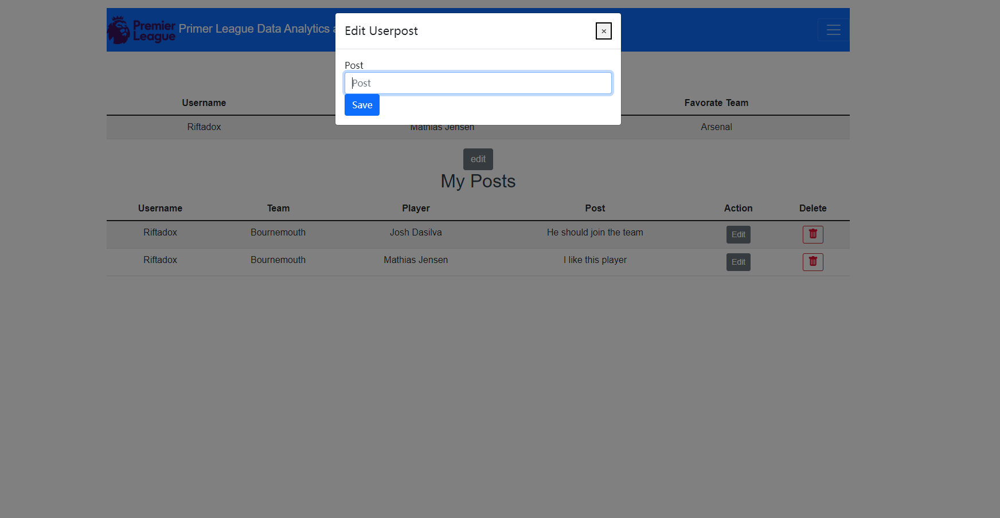 Premier
League
Primer League Data Analytics
Edit Userpost
×
Post
Post
Save
Username Favorate Team
Riftadox Mathias Jensen Arsenal
edit
My Posts
Username Team Player Post Action Delete
Riftadox Bournemouth Josh Dasilva He should join the team Edit
Riftadox Bournemouth Mathias Jensen I like this player Edit